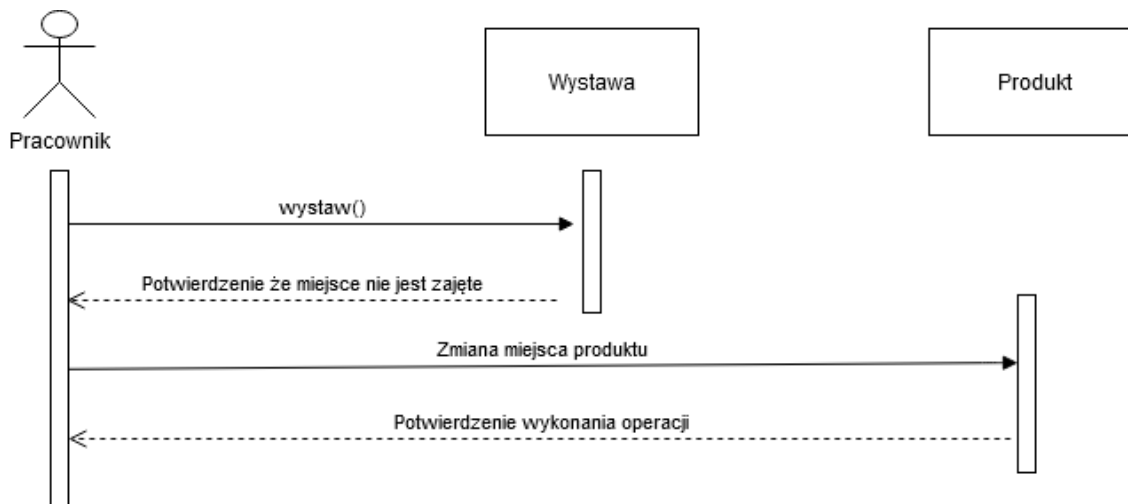 Wystawa
Produkt
Pracownik
wystaw()
Potwierdzenie że miejsce nie jest zajęte
Zmiana miejsca produktu
Potwierdzenie wykonania operacji